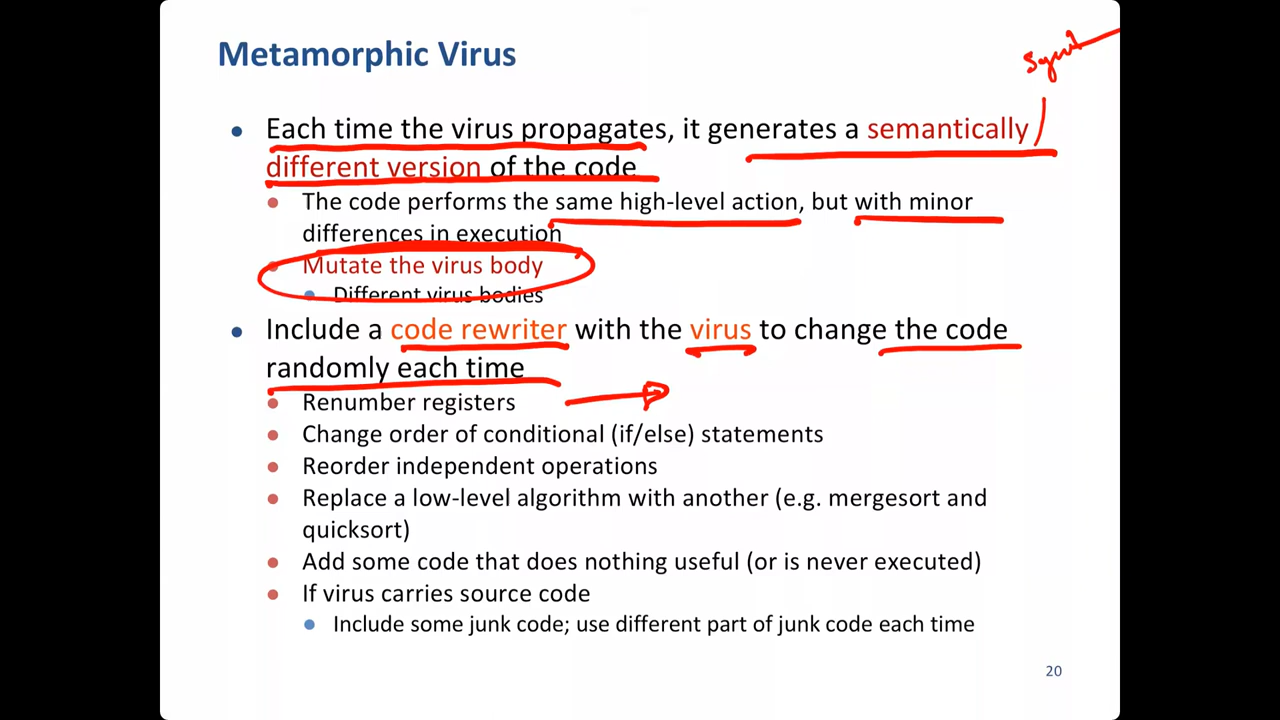 Metamorphic Virus
Each time the virus propagates, it generates a semantically
different version of the code
The code performs the same high-level action, but with minor
differences in execution
Mutate the virus body
Different virus bodies
Include a code rewriter with the virus to change the code
randomly each time
Renumber registers
Change order of conditional (if/else) statements
Reorder independent operations
Replace a low-level algorithm with another (e.g. mergesort and
quicksort)
Add some code that does nothing useful (or is never executed)
If virus carries source code
Include some junk code; use different part of junk code each time
20